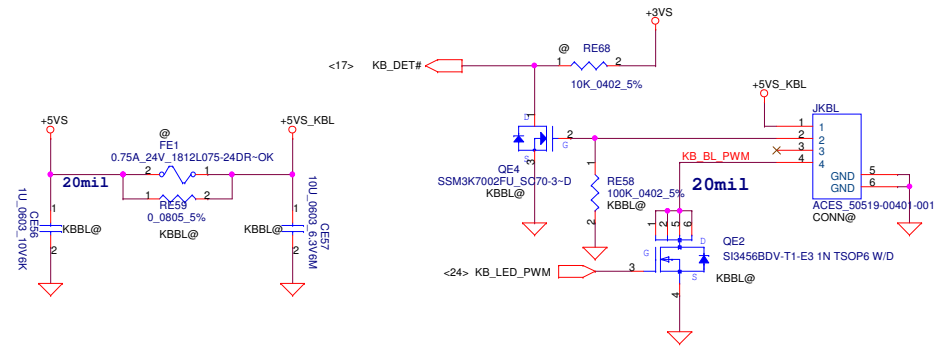 +3VS
@
RE68
<17>
KB_DET#
1
2
10K_0402_5%
+5VS_KBL
JKBL
+5VS
+5VS_KBL
@
FE1
0.75A_24V_1812L075-24DR~OK
D
1
2
G
S
3
QE4
SSM3K7002FU_SC70-3~D
KBBL@
1
2
3
4
1
2
3
4
KB_BL_PWM
GND
GND
5
6
ACES_50519-00401-001
CONN@
2
1
20mil
2
1
RE59
0_0805_5%
KBBL@
1
RE58
100K_0402_5%
KBBL@
2
20mil
1
CE56
1U_0603_10V6K
KBBL@
2
1
CE57
10U_0603_6.3V6M
KBBL@
2
1
2
5
6
D
QE2
SI3456BDV-T1-E3 1N TSOP6 W/D
G
S
KBBL@
<24>
KB_LED_PWM
3
4